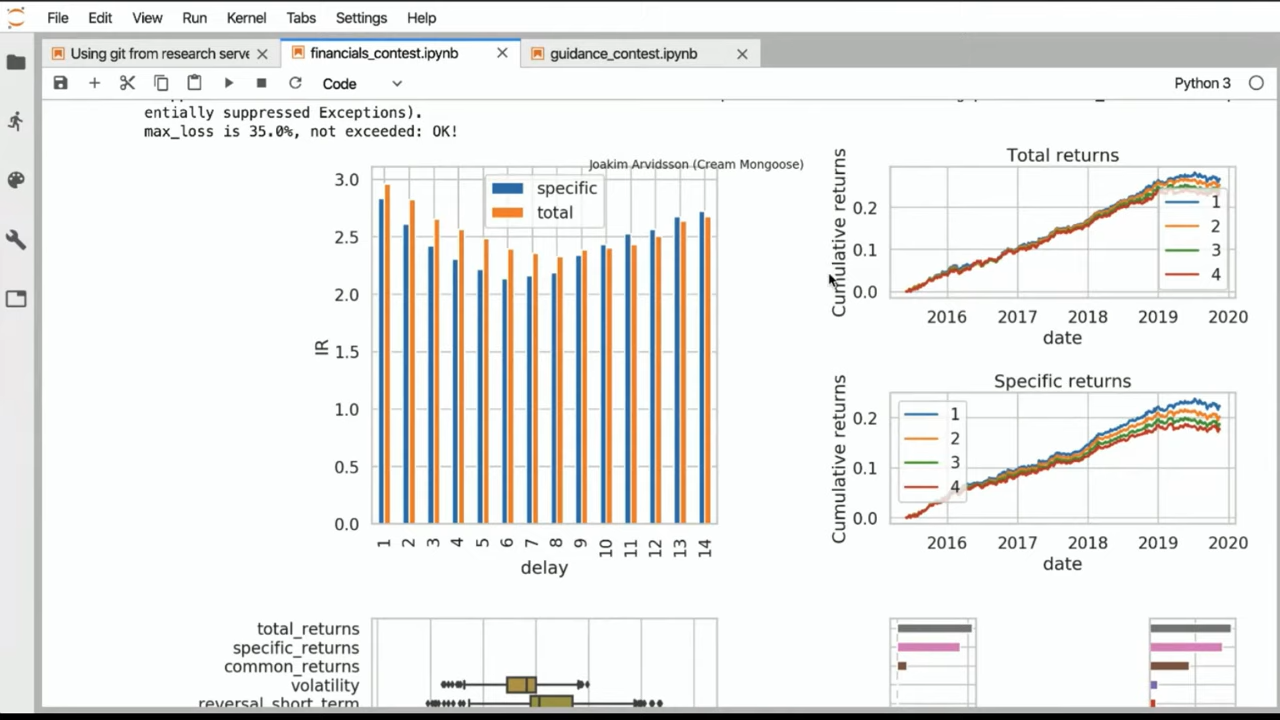 File Edit View Run Kernel Tabs Settings Help
Using git from research serve
financials_contest.ipynb
guidance_contest.ipynb
Code
Python 3
entially suppressed Exceptions).
max_loss is 35.0%, not exceeded: OK!
Joakim Arvidsson (Cream Mongoose)
specific
total
3.0
2.5
2.0
1.5
1.0
0.5
0.0
IR
1 2 3 4 5 6 7 8 9 10 11 12 13 14
delay
Total returns
Cumulative returns
0.2
0.1
0.0
1
2
3
4
2016 2017 2018 2019 2020
date
Specific returns
Cumulative returns
0.2
0.1
0.0
1
2
3
4
2016 2017 2018 2019 2020
date
total_returns
specific_returns
common_returns
volatility
reversal_short_term